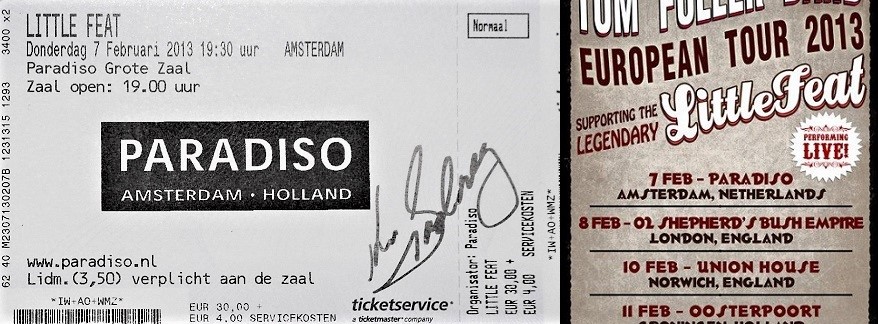 3400 x2
62 40 M2307130207B 1231315 1293
LITTLE FEAT
Donderdag 7 Februari 2013 19:30 uur AMSTERDAM
Paradiso Grote Zaal
Zaal open: 19.00 uur
Normaal
PARADISO
AMSTERDAM · HOLLAND
www.paradiso.nl
Lidm.(3,50) verplicht aan de zaal
*IW+AO+WMZ*
EUR 30,00 +
EUR 4,00 SERVICEKOSTEN
ticketservice
a ticketmaster company
Organisator: Paradiso
LITTLE FEAT
EUR 30,00 +
EUR 4,00 SERVICEKOSTEN
*IW+AO+WMZ*
TOM FULLER BAND
EUROPEAN TOUR 2013
SUPPORTING THE
LEGENDARY
Little Feat
PERFORMING
LIVE!
7 FEB - PARADISO
AMSTERDAM, NETHERLANDS
8 FEB - O2 SHEPHERD'S BUSH EMPIRE
LONDON, ENGLAND
10 FEB - UNION HOUSE
NORWICH, ENGLAND
11 FEB - OOSTERPOORT
GRONINGEN, HOLLAND